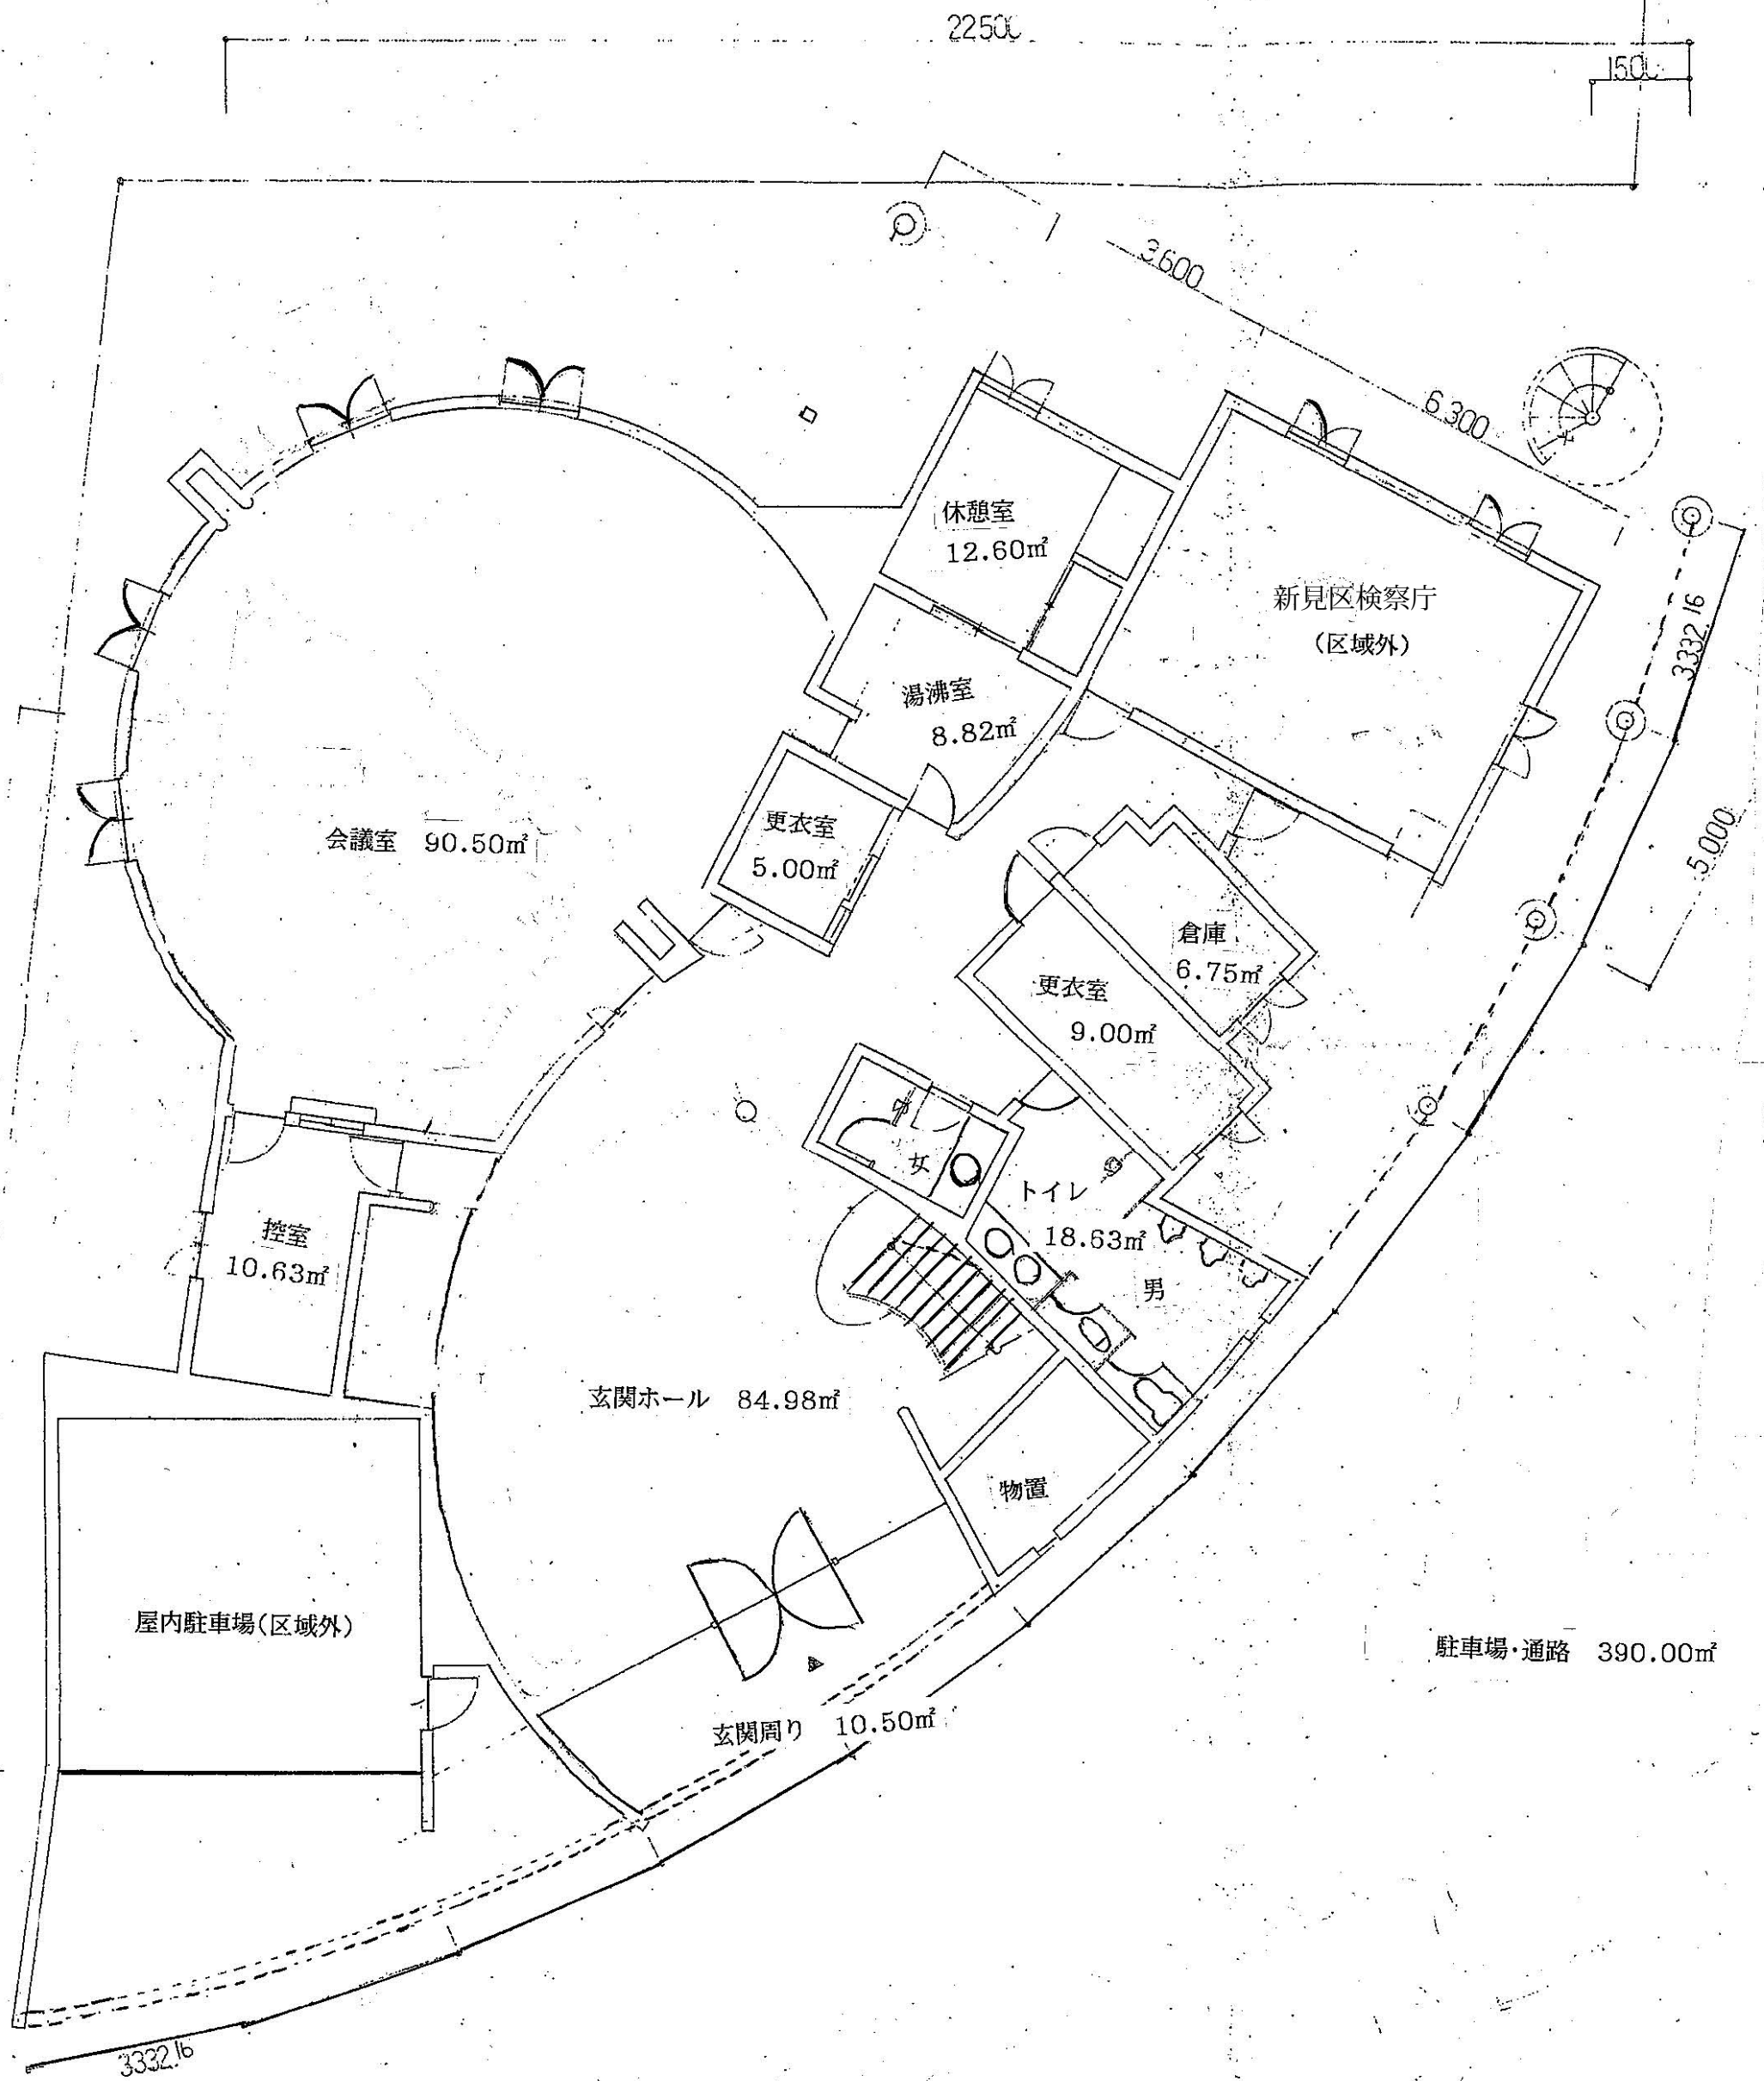 22500
1500
3600
6300
休憩室
12.60㎡
新見区検察庁
（区域外）
3332.16
湯沸室
8.82㎡
5,000
更衣室
5.00㎡
会議室 90.50㎡
倉庫
6.75㎡
更衣室
9.00㎡
女
トイレ
18.63㎡
男
控室
10.63㎡
玄関ホール 84.98㎡
物置
屋内駐車場(区域外)
駐車場・通路 390.00㎡
玄関周り 10.50㎡
3332.16